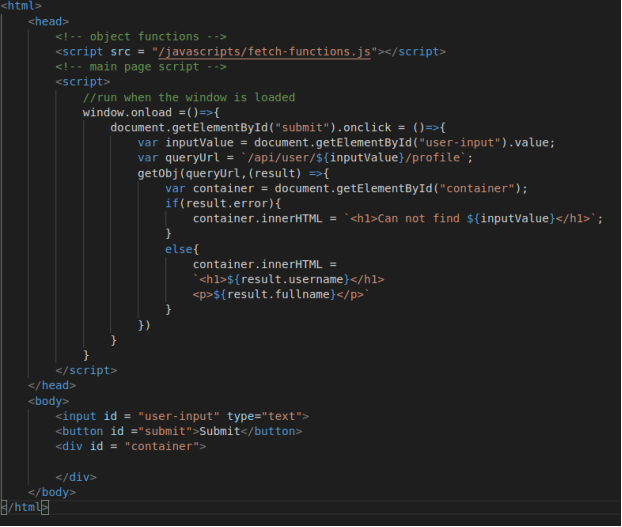 <html>
    <head>
        <!-- object functions -->
        <script src = "/javascripts/fetch-functions.js"></script>
        <!-- main page script -->
        <script>
            //run when the window is loaded
            window.onload =()=>{
                document.getElementById("submit").onclick = ()=>{
                    var inputValue = document.getElementById("user-input").value;
                    var queryUrl = `/api/user/${inputValue}/profile`;
                    getObj(queryUrl,(result) =>{
                        var container = document.getElementById("container");
                        if(result.error){
                            container.innerHTML = `<h1>Can not find ${inputValue}</h1>`;
                        }
                        else{
                            container.innerHTML =
                            `<h1>${result.username}</h1>
                            <p>${result.fullname}</p>`
                        }
                    })
                }
            }
        </script>
    </head>
    <body>
        <input id = "user-input" type="text">
        <button id ="submit">Submit</button>
        <div id = "container">

        </div>
    </body>
</html>